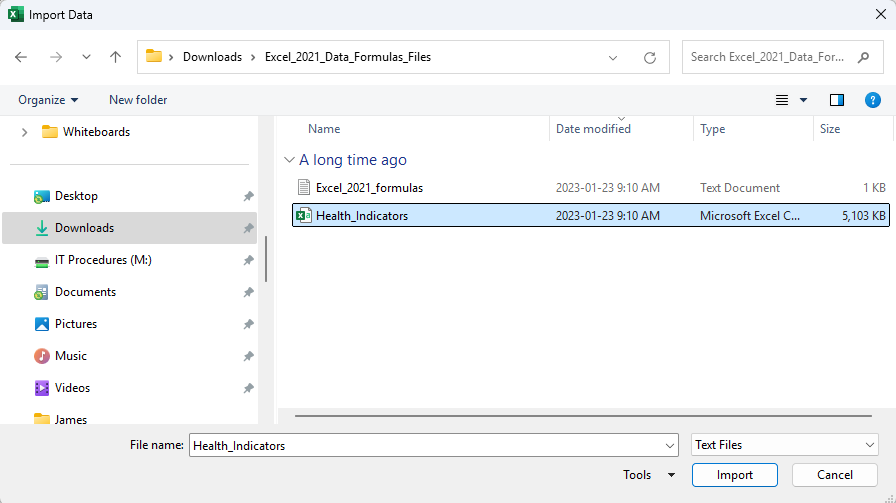 Import Data
Downloads Excel_2021_Data_Formulas_Files Search Excel_2021_Data_For...
Organize New folder
Whiteboards
Desktop
Downloads
IT Procedures (M:)
Documents
Pictures
Music
Videos
James
Name Date modified Type Size
A long time ago
Excel_2021_formulas 2023-01-23 9:10 AM Text Document 1 KB
Health_Indicators 2023-01-23 9:10 AM Microsoft Excel C... 5,103 KB
File name: Health_Indicators Text Files
Tools Import Cancel